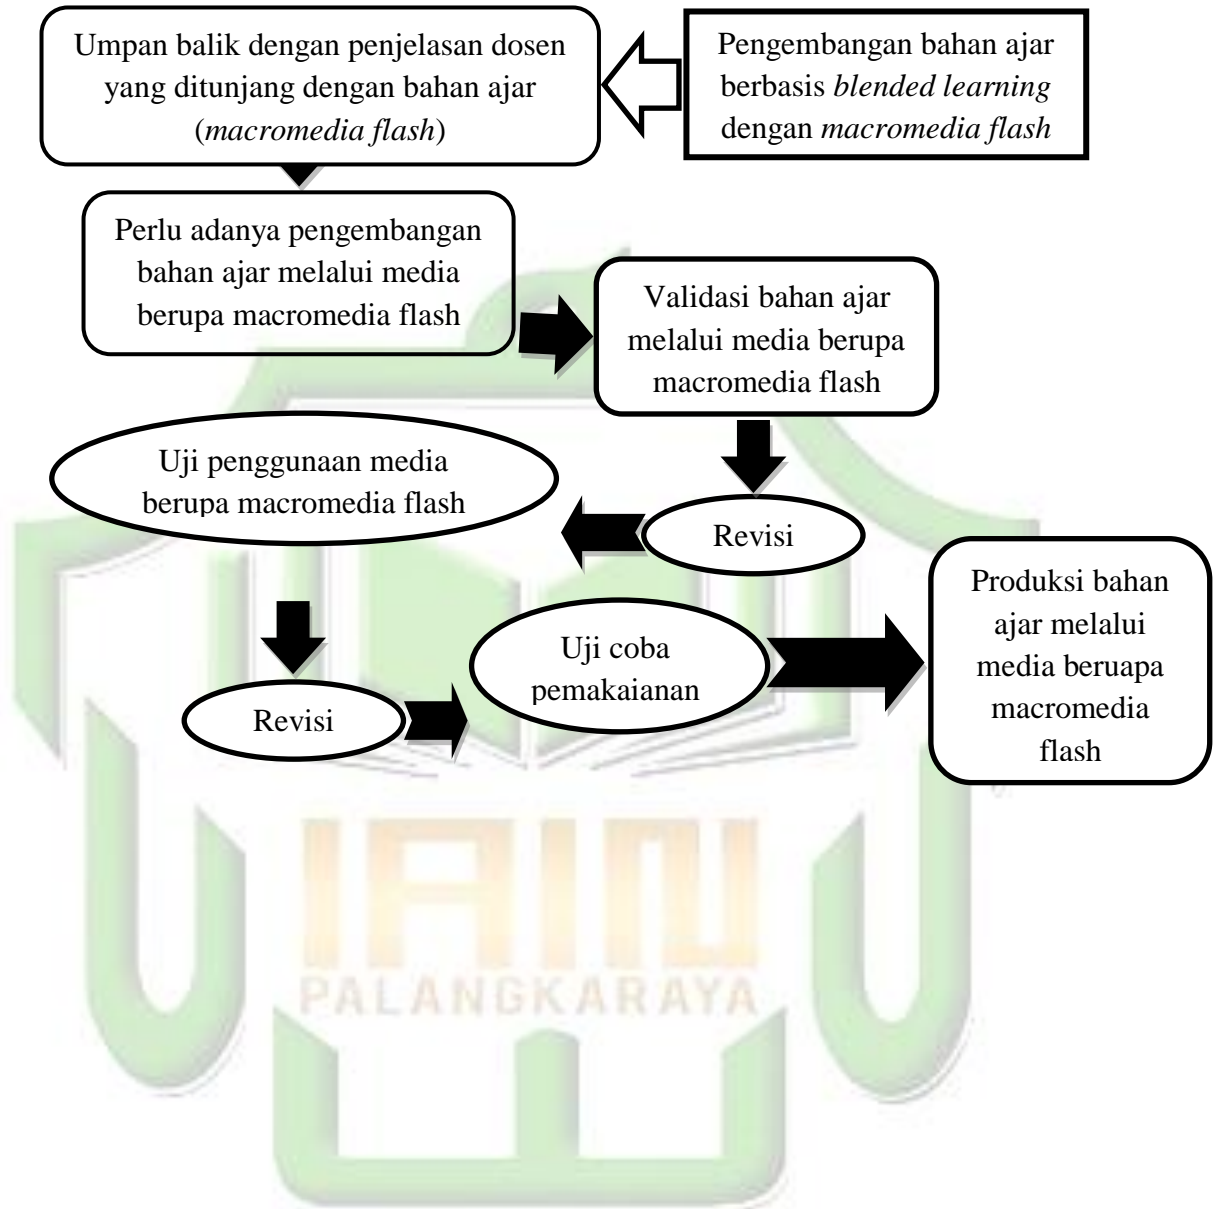 Umpan balik dengan penjelasan dosen
yang ditunjang dengan bahan ajar
(macromedia flash)
Pengembangan bahan ajar
berbasis blended learning
dengan macromedia flash
Perlu adanya pengembangan
bahan ajar melalui media
berupa macromedia flash
Validasi bahan ajar
melalui media berupa
macromedia flash
Uji penggunaan media
berupa macromedia flash
Revisi
Produksi bahan
ajar melalui
media beruapa
macromedia
flash
Uji coba
pemakaianan
Revisi
IAIN
PALANGKARAYA